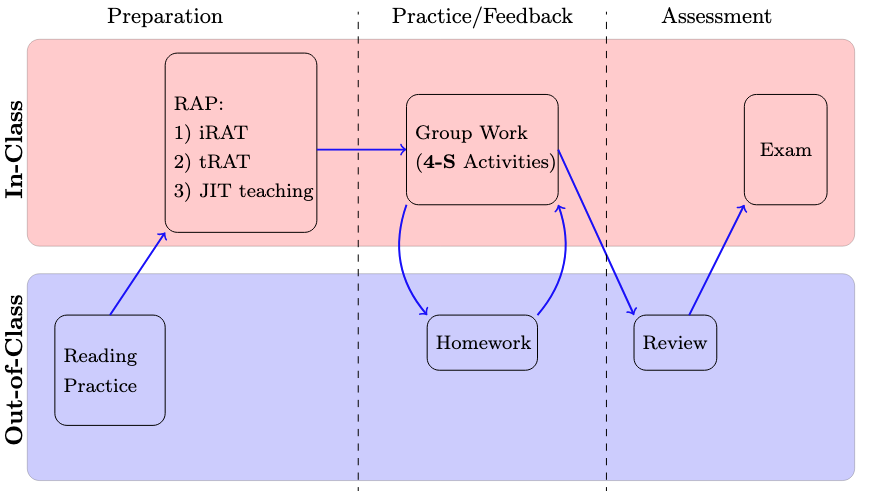 Preparation
Practice/Feedback
Assessment
In-Class
RAP:
1) iRAT
2) tRAT
3) JIT teaching
Group Work
(4-S Activities)
Exam
Out-of-Class
Reading
Practice
Homework
Review